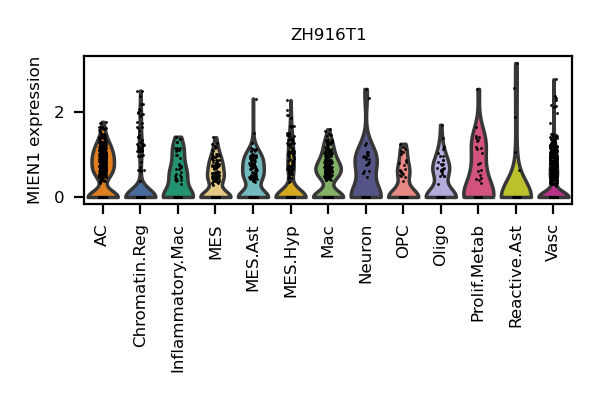 ZH916T1
MIEN1 expression
2
0
AC
Chromatin.Reg
Inflammatory.Mac
MES
MES.Ast
MES.Hyp
Mac
Neuron
OPC
Oligo
Prolif.Metab
Reactive.Ast
Vasc